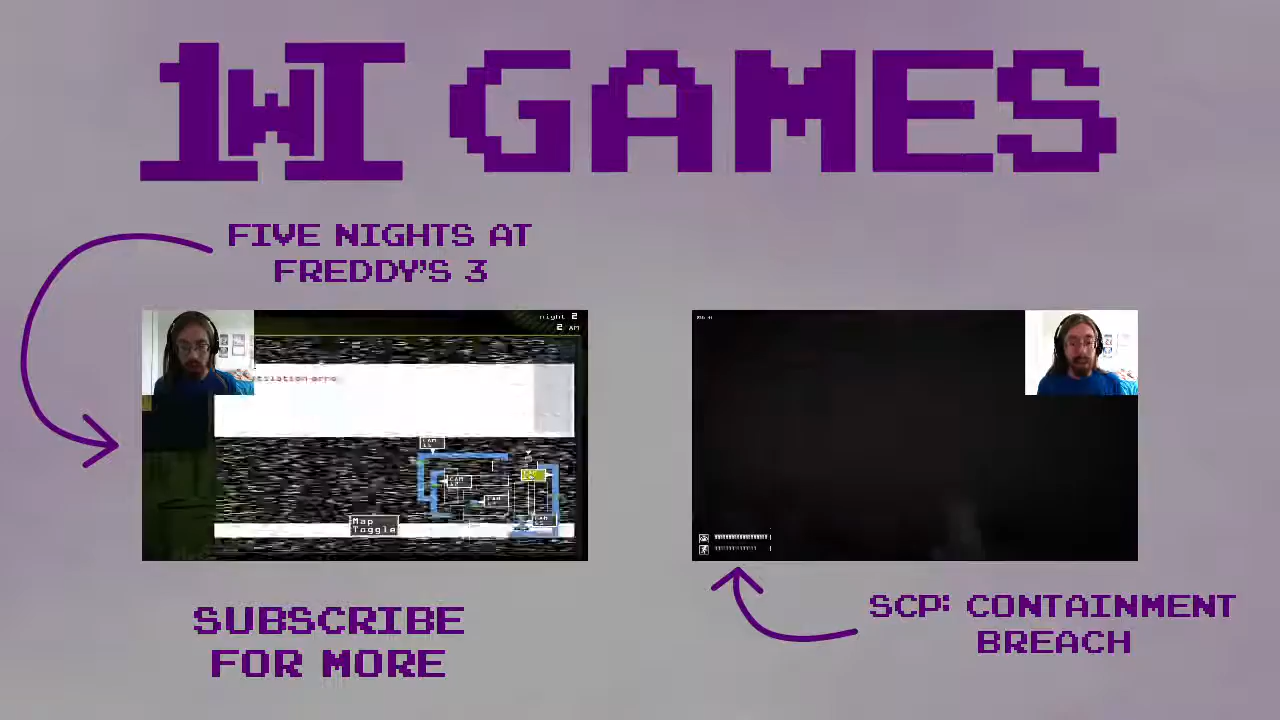 1WI GAMES
FIVE NIGHTS AT
FREDDY'S 3
night 2
2 AM
Map
Toggle
SUBSCRIBE
FOR MORE
SCP: CONTAINMENT
BREACH